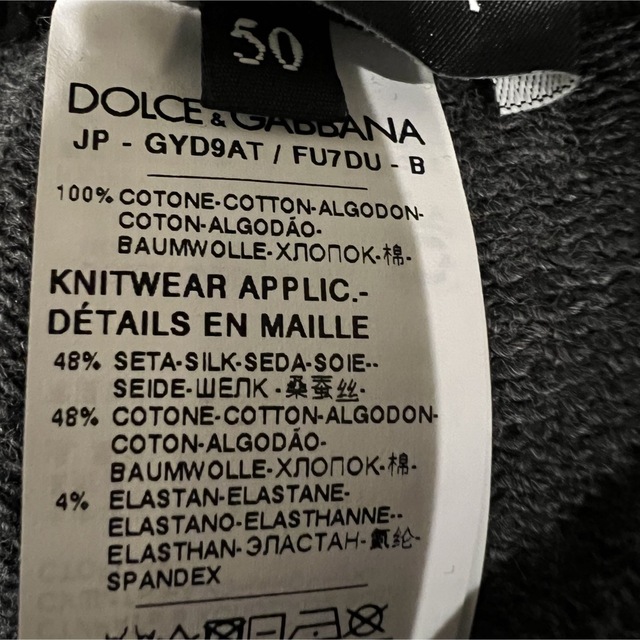 50
DOLCE & GABBANA
JP - GYD9AT / FU7DU - B
100% COTONE-COTTON-ALGODON-
COTON-ALGODÃO-
BAUMWOLLE-ХЛОПОК-棉-
KNITWEAR APPLIC.-
DÉTAILS EN MAILLE
48% SETA-SILK-SEDA-SOIE--
SEIDE-ШЕЛК-桑蚕丝-
48% COTONE-COTTON-ALGODON-
COTON-ALGODÃO-
BAUMWOLLE-ХЛОПОК-棉-
4% ELASTAN-ELASTANE-
ELASTANO-ELASTHANNE--
ELASTHAN-ЭЛАСТАН-氨纶-
SPANDEX